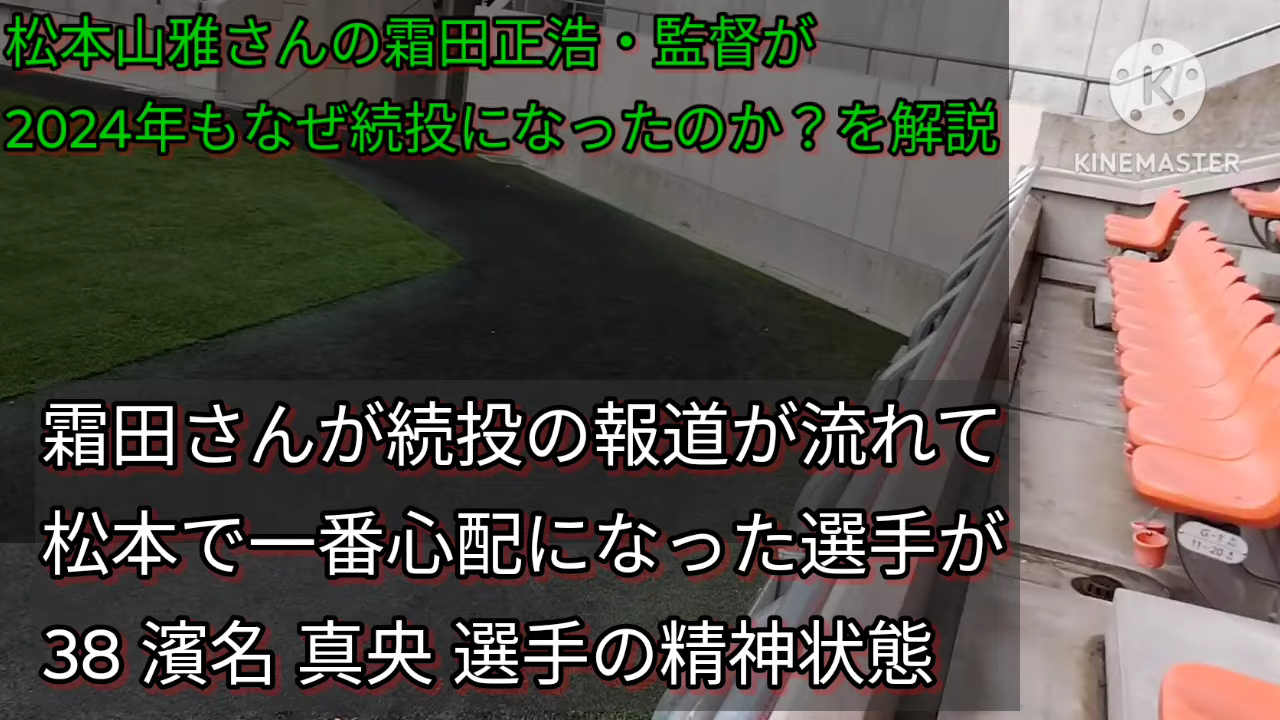 松本山雅さんの霜田正浩・監督が
2024年もなぜ続投になったのか？を解説
K
KINEMASTER
霜田さんが続投の報道が流れて
松本で一番心配になった選手が
38 濱名 真央 選手の精神状態
G-1
11-20